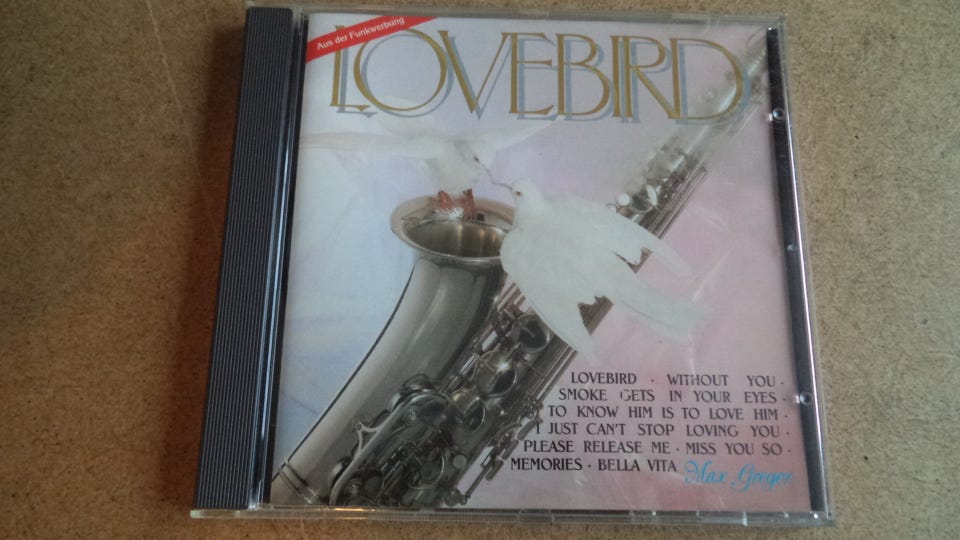 Aus der Funkwerbung
LOVEBIRD
LOVEBIRD · WITHOUT YOU ·
SMOKE GETS IN YOUR EYES ·
TO KNOW HIM IS TO LOVE HIM ·
I JUST CAN'T STOP LOVING YOU ·
PLEASE RELEASE ME · MISS YOU SO ·
MEMORIES · BELLA VITA Max Greger